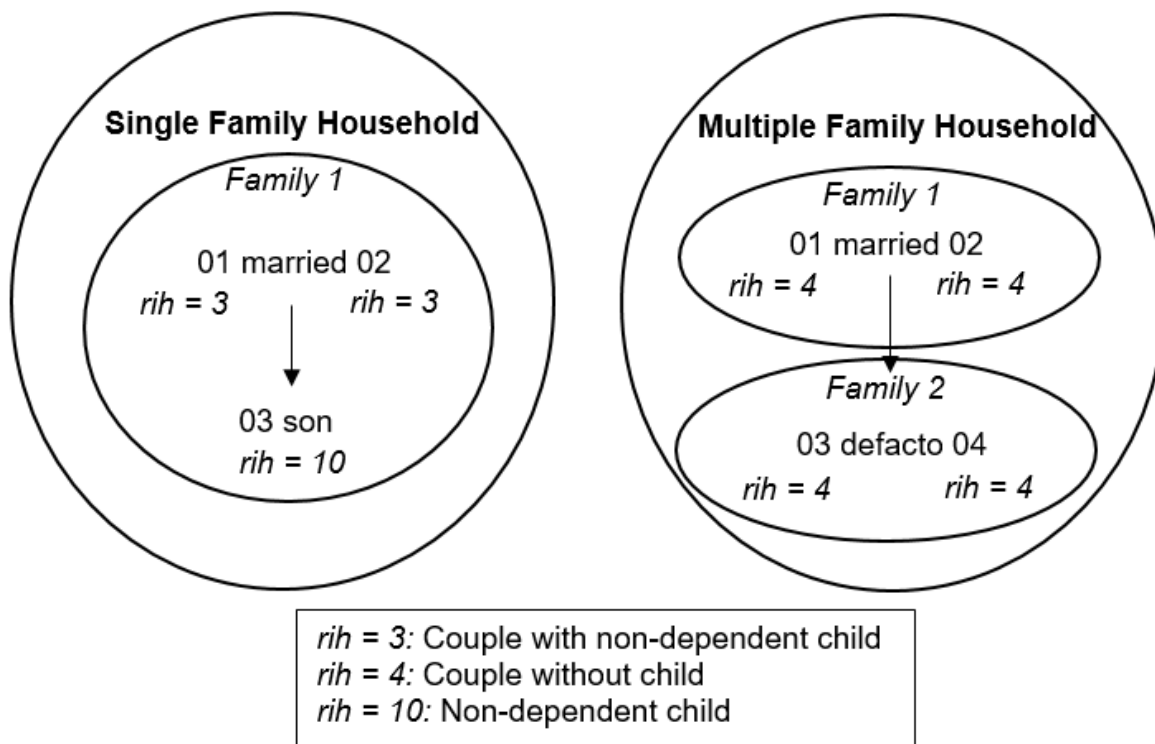 Single Family Household
Family 1
01 married 02
rih = 3 rih = 3
03 son
rih = 10
Multiple Family Household
Family 1
01 married 02
rih = 4 rih = 4
Family 2
03 defacto 04
rih = 4 rih = 4
rih = 3: Couple with non-dependent child
rih = 4: Couple without child
rih = 10: Non-dependent child